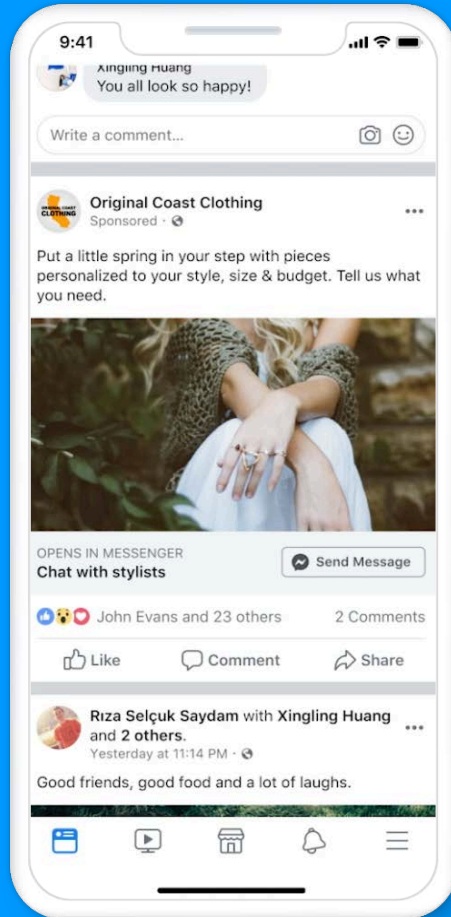 9:41
Xingling Huang
You all look so happy!
Write a comment...
ORIGINAL COAST
CLOTHING
Original Coast Clothing
Sponsored ·
Put a little spring in your step with pieces
personalized to your style, size & budget. Tell us what
you need.
OPENS IN MESSENGER
Chat with stylists
Send Message
John Evans and 23 others
2 Comments
Like
Comment
Share
Rıza Selçuk Saydam with Xingling Huang
and 2 others.
Yesterday at 11:14 PM ·
Good friends, good food and a lot of laughs.